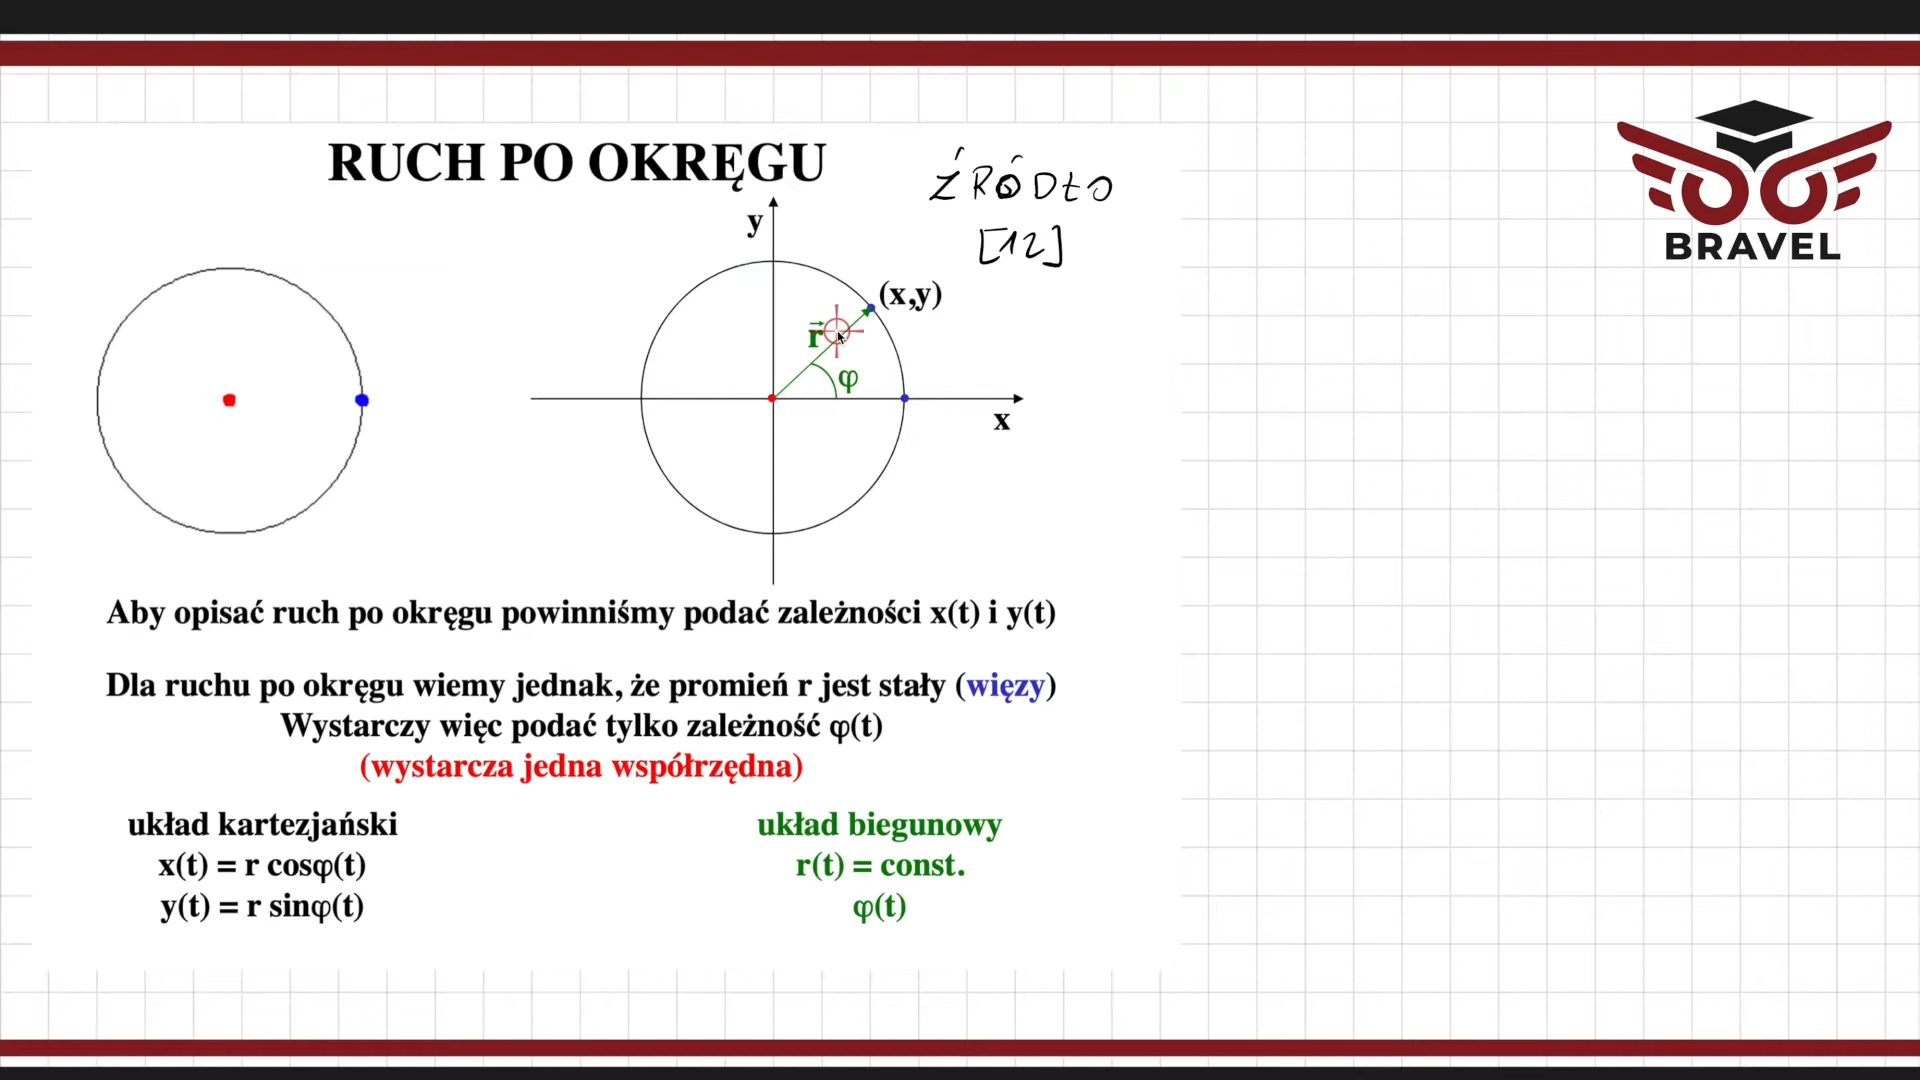 RUCH PO OKRĘGU
ŹRÓDŁO
[12]
BRAVEL
y
(x,y)
r
φ
x
Aby opisać ruch po okręgu powinniśmy podać zależności x(t) i y(t)
Dla ruchu po okręgu wiemy jednak, że promień r jest stały (więzy)
Wystarczy więc podać tylko zależność φ(t)
(wystarcza jedna współrzędna)
układ kartezjański
x(t) = r cosφ(t)
y(t) = r sinφ(t)
układ biegunowy
r(t) = const.
φ(t)